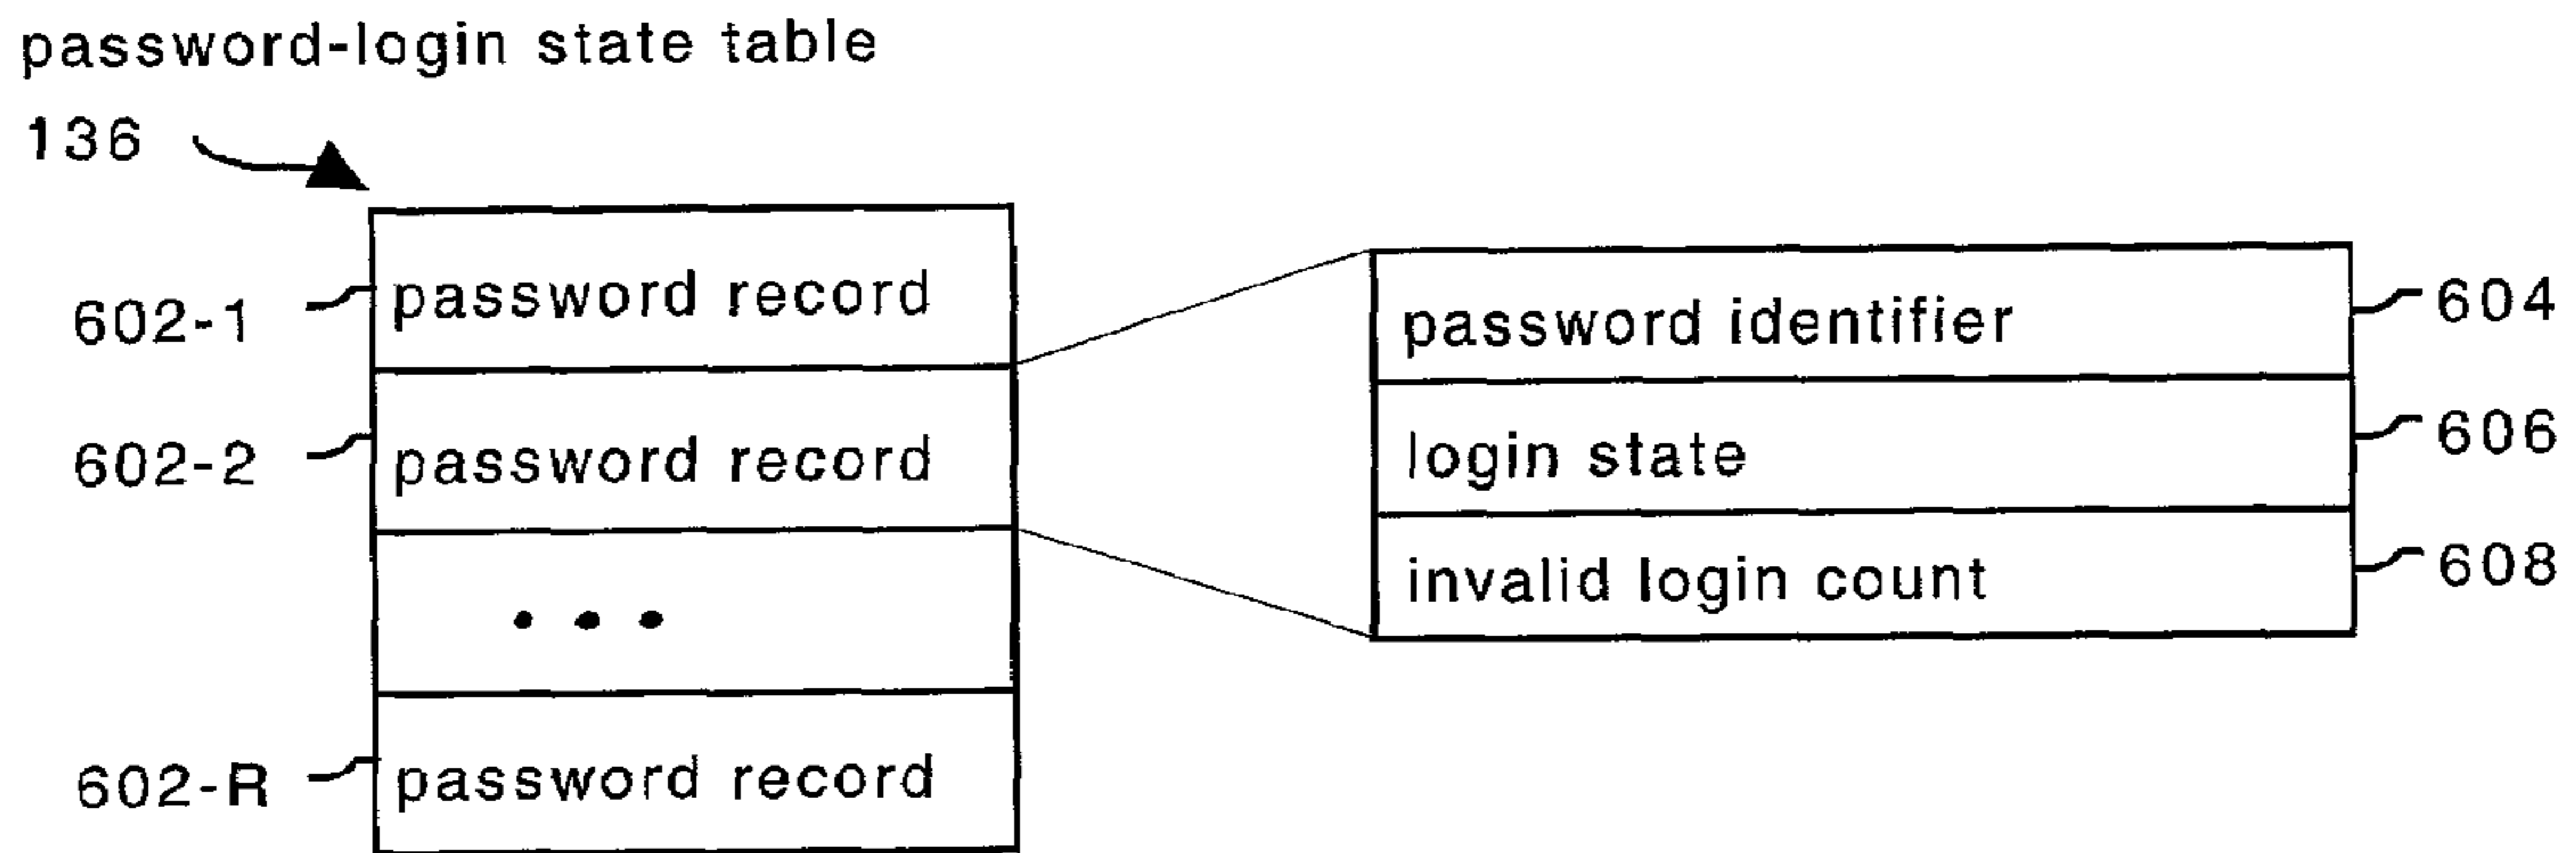 password-login state table
136
602-1 password record
602-2 password record
• • •
602-R password record
password identifier 604
login state 606
invalid login count 608